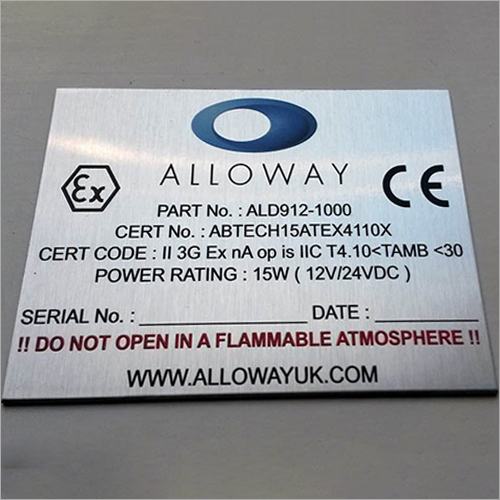 ALLOWAY
Ex
CE
PART No. : ALD912-1000
CERT No. : ABTECH15ATEX4110X
CERT CODE : II 3G Ex nA op is IIC T4.10<TAMB <30
POWER RATING : 15W ( 12V/24VDC )
SERIAL No. : ______________ DATE : ___________
!! DO NOT OPEN IN A FLAMMABLE ATMOSPHERE !!
WWW.ALLOWAYUK.COM